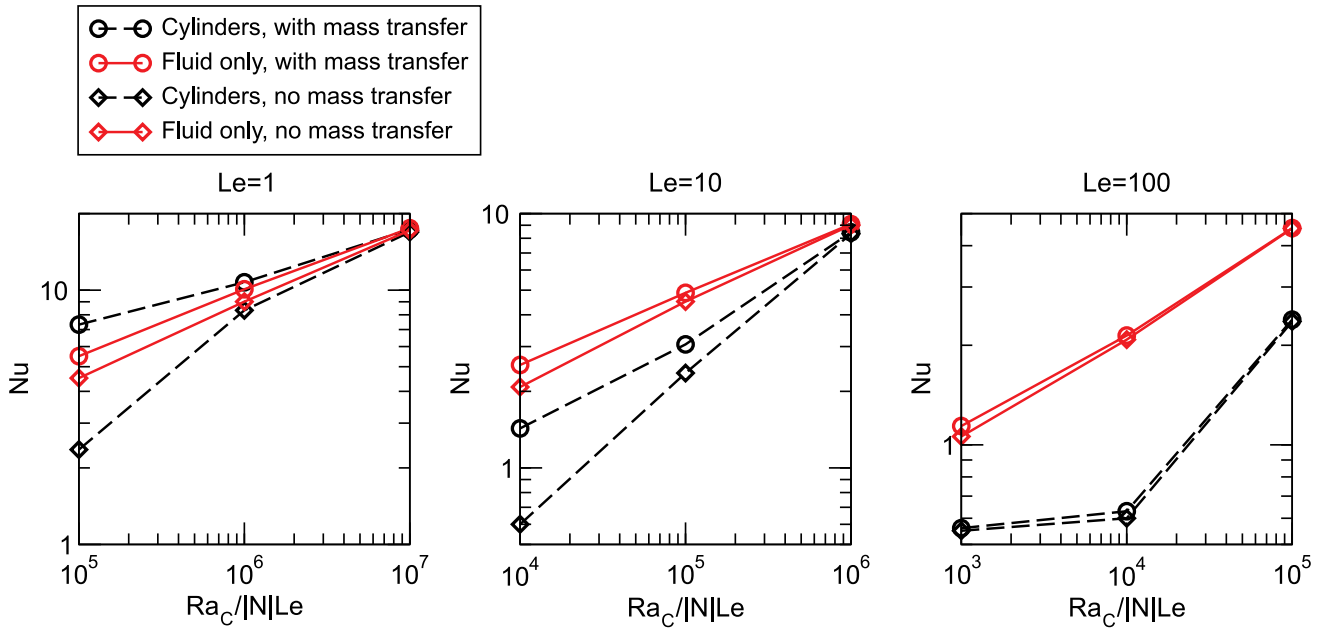 Cylinders, with mass transfer
Fluid only, with mass transfer
Cylinders, no mass transfer
Fluid only, no mass transfer
Le=1
Le=10
Le=100
Nu
10
1
10^5
10^6
10^7
Ra_C/|N|Le
Nu
10
1
10^4
10^5
10^6
Ra_C/|N|Le
Nu
1
10^3
10^4
10^5
Ra_C/|N|Le